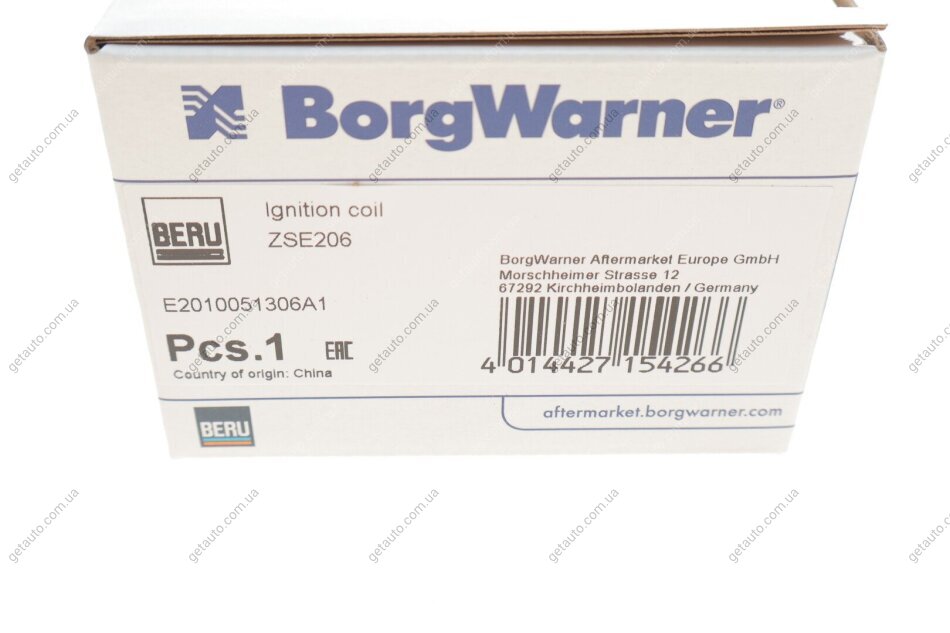 BorgWarner®
BERU
Ignition coil
ZSE206
BorgWarner Aftermarket Europe GmbH
Morschheimer Strasse 12
67292 Kirchheimbolanden / Germany
E2010051306A1
Pcs.1 EAC
Country of origin: China
4 014427 154266
BERU
aftermarket.borgwarner.com
getauto.com.ua